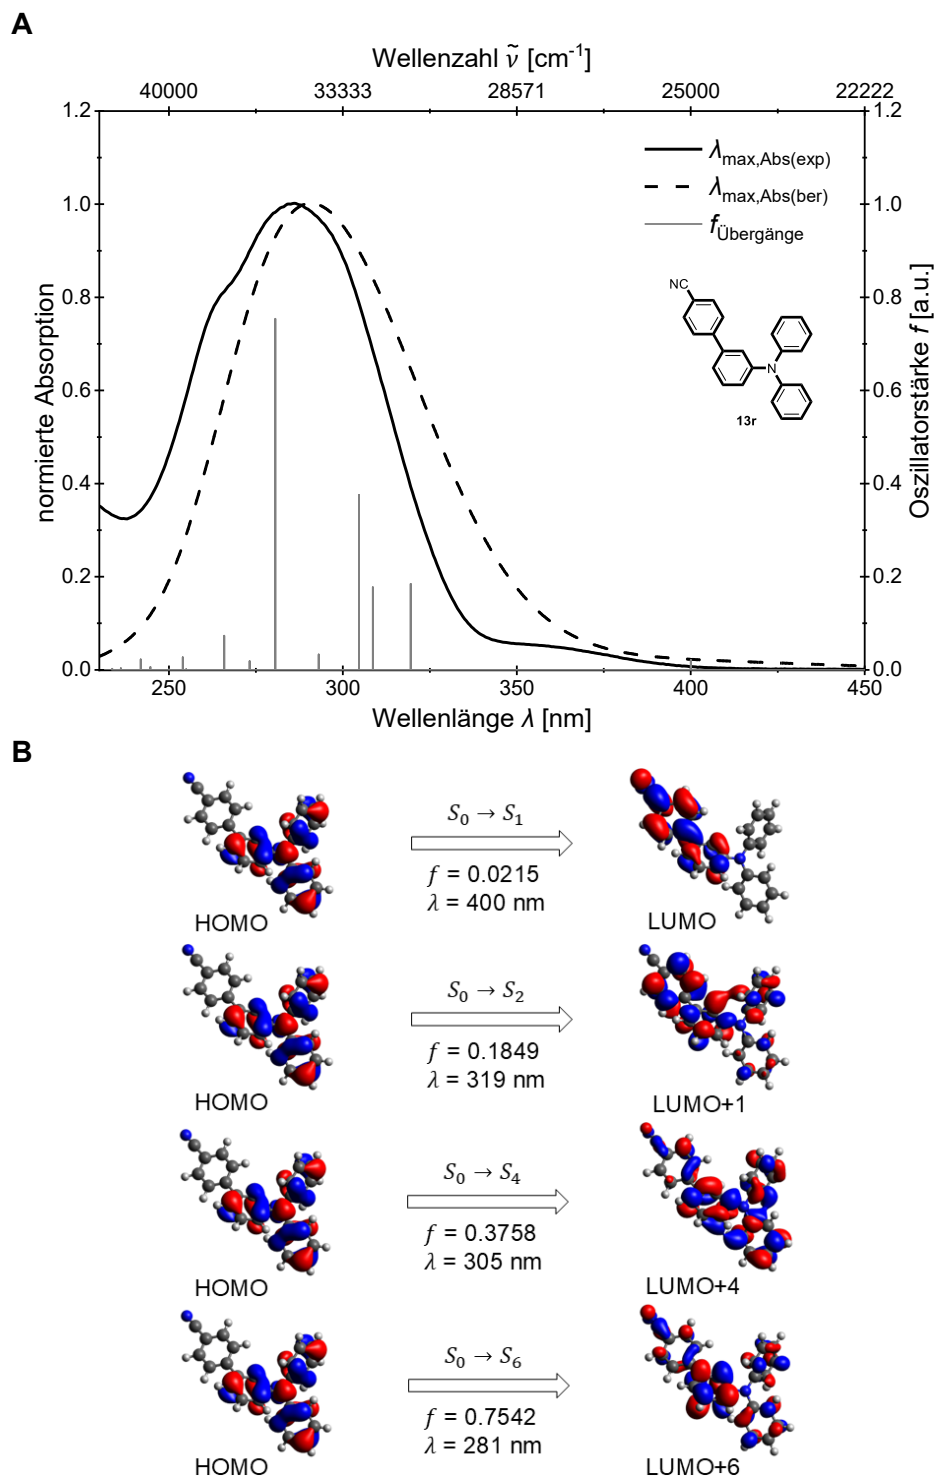 A
Wellenzahl ṽ [cm⁻¹]
40000 33333 28571 25000 22222
1.2 1.2
λmax,Abs(exp)
λmax,Abs(ber)
fÜbergänge
1.0 1.0
0.8 0.8
0.6 0.6
0.4 0.4
0.2 0.2
0.0 0.0
normierte Absorption
Oszillatorstärke f [a.u.]
NC
N
13r
250 300 350 400 450
Wellenlänge λ [nm]
B
S₀ → S₁
f = 0.0215
λ = 400 nm
HOMO LUMO
S₀ → S₂
f = 0.1849
λ = 319 nm
HOMO LUMO+1
S₀ → S₄
f = 0.3758
λ = 305 nm
HOMO LUMO+4
S₀ → S₆
f = 0.7542
λ = 281 nm
HOMO LUMO+6